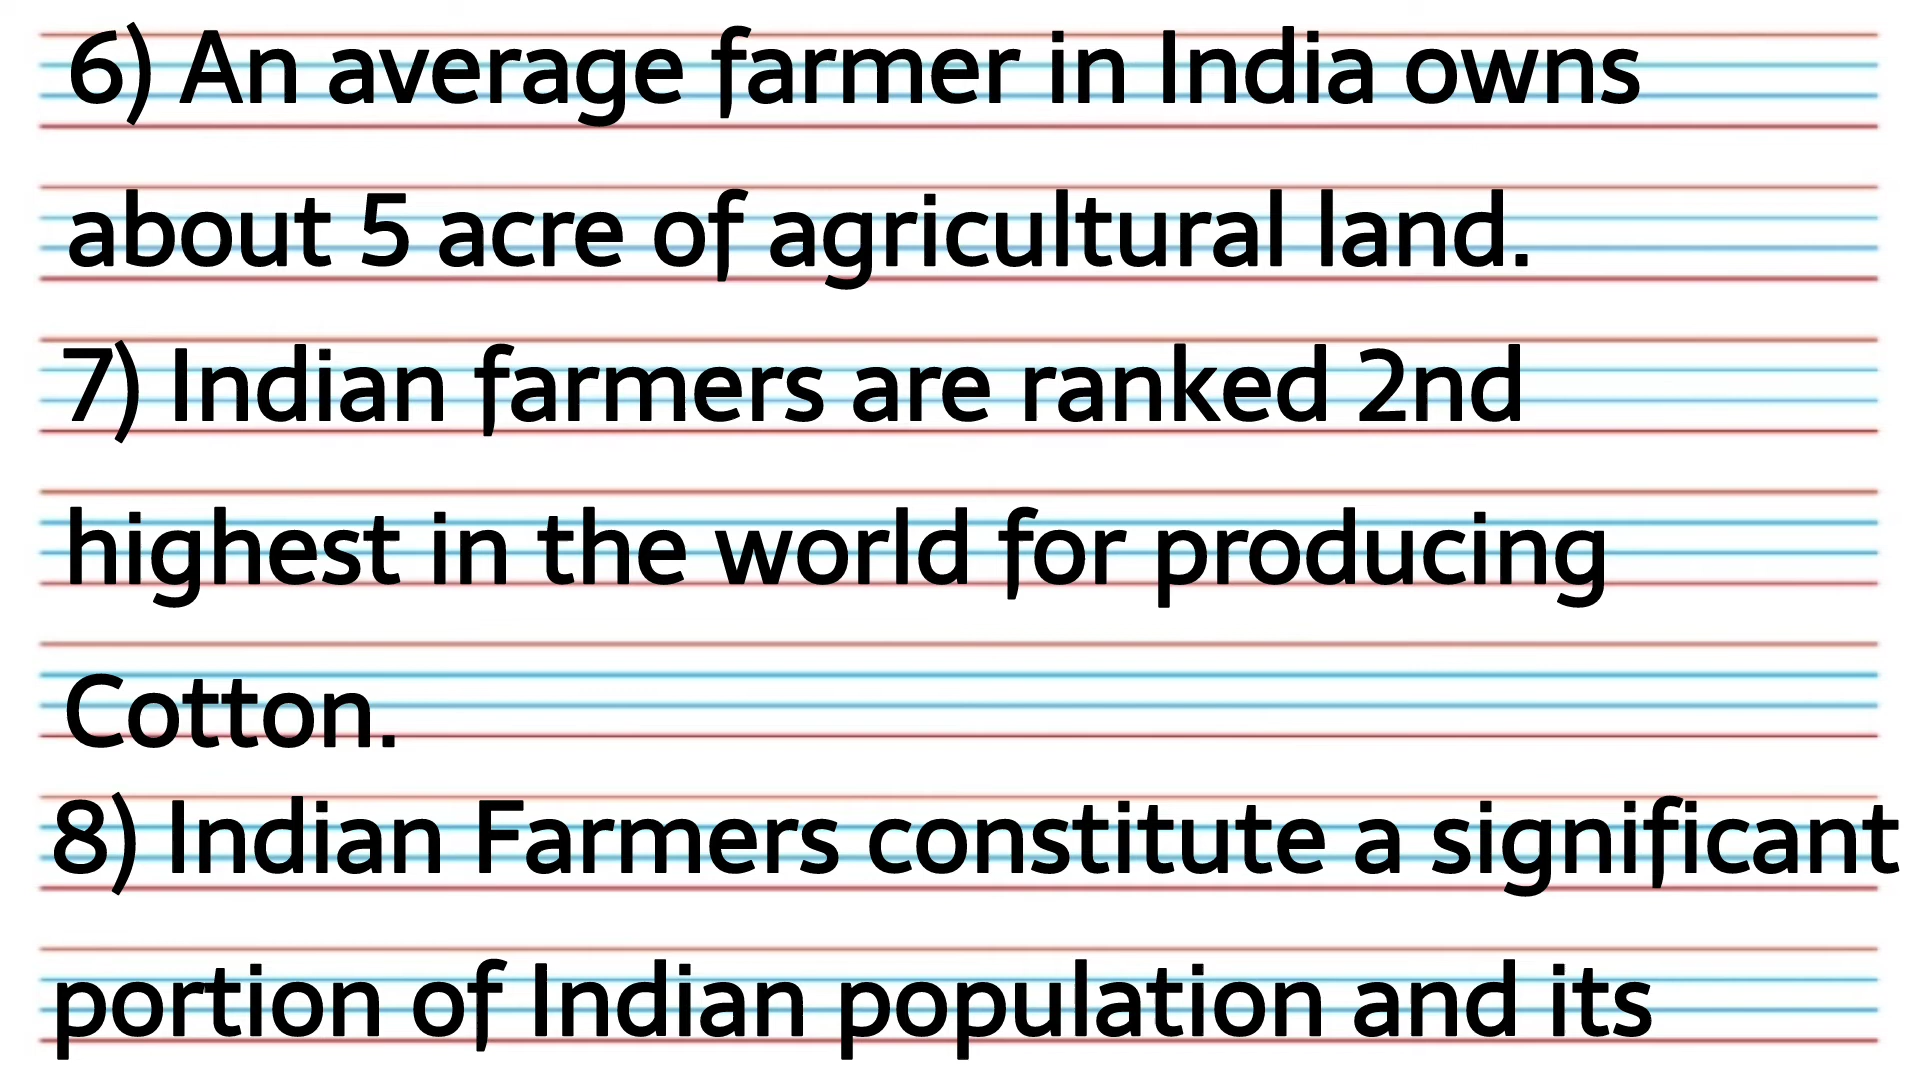 6) An average farmer in India owns
about 5 acre of agricultural land.
7) Indian farmers are ranked 2nd
highest in the world for producing
Cotton.
8) Indian Farmers constitute a significant
portion of Indian population and its